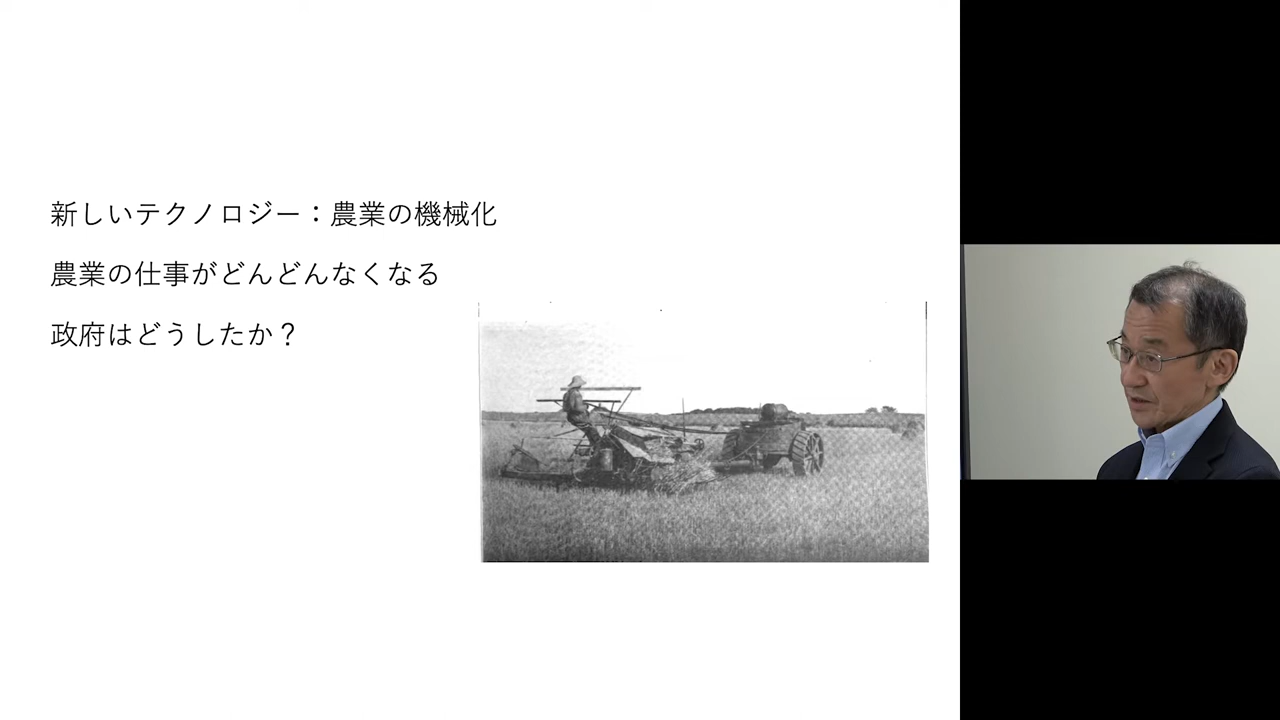 新しいテクノロジー：農業の機械化
農業の仕事がどんどんなくなる
政府はどうしたか？